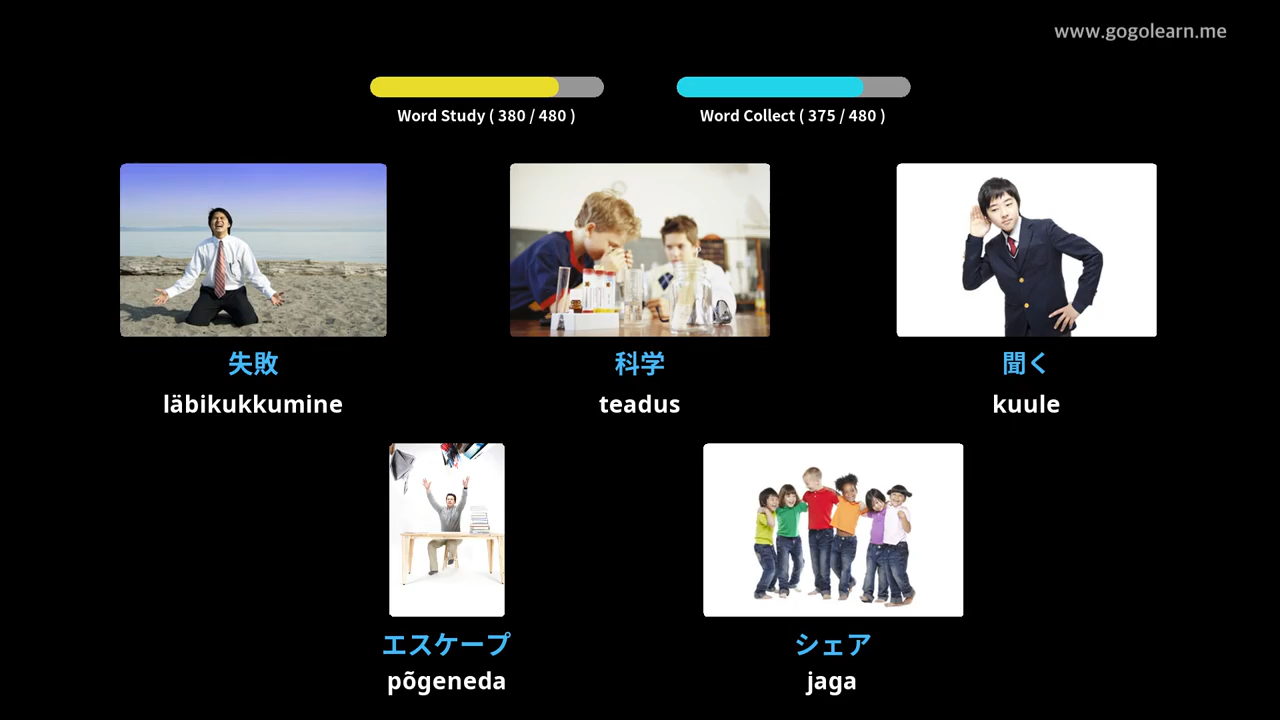 www.gogolearn.me
Word Study ( 380 / 480 )
Word Collect ( 375 / 480 )
失敗
科学
聞く
läbikukkumine
teadus
kuule
エスケープ
シェア
põgeneda
jaga